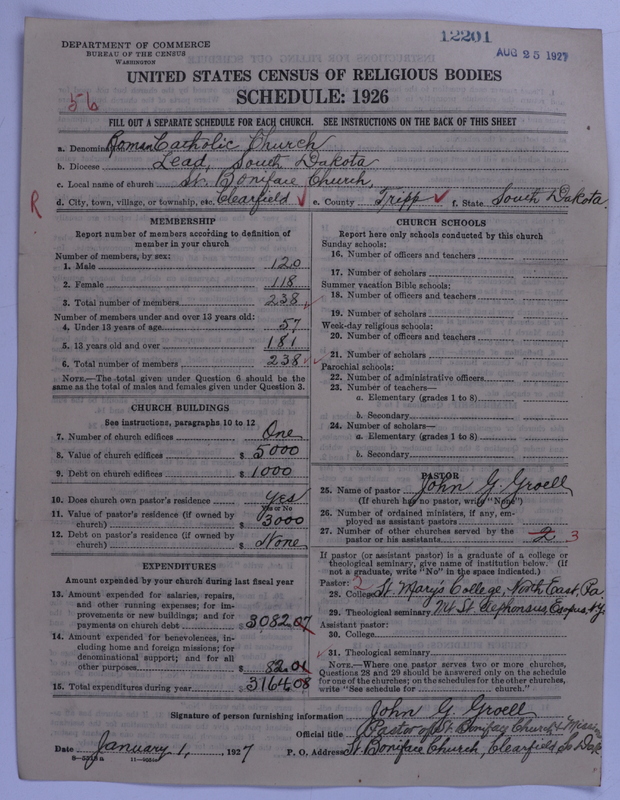 12201
AUG 25 1927
DEPARTMENT OF COMMERCE
BUREAU OF THE CENSUS
WASHINGTON
UNITED STATES CENSUS OF RELIGIOUS BODIES
SCHEDULE: 1926
56
FILL OUT A SEPARATE SCHEDULE FOR EACH CHURCH. SEE INSTRUCTIONS ON THE BACK OF THIS SHEET
a. Denomination Roman Catholic Church
b. Diocese Lead, South Dakota
c. Local name of church St. Boniface Church,
R d. City, town, village, or township, etc. Clearfield e. County Tripp f. State South Dakota.
MEMBERSHIP
Report number of members according to definition of
member in your church
Number of members, by sex:
1. Male 120
2. Female 118
3. Total number of members 238
Number of members under and over 13 years old:
4. Under 13 years of age 57
5. 13 years old and over 181
6. Total number of members 238
NOTE.—The total given under Question 6 should be the
same as the total of males and females given under Question 3.
CHURCH BUILDINGS
See instructions, paragraphs 10 to 12
7. Number of church edifices One
8. Value of church edifices $ 5000
9. Debt on church edifices $ 1000
10. Does church own pastor's residence Yes
Yes or No
11. Value of pastor's residence (if owned by
church) $ 3000
12. Debt on pastor's residence (if owned by
church) $ None
EXPENDITURES
Amount expended by your church during last fiscal year
13. Amount expended for salaries, repairs,
and other running expenses; for im-
provements or new buildings; and for
payments on church debt $ 3082.07
14. Amount expended for benevolences, in-
cluding home and foreign missions; for
denominational support; and for all
other purposes $ 82.01
15. Total expenditures during year $ 3164.08
CHURCH SCHOOLS
Report here only schools conducted by this church
Sunday schools:
16. Number of officers and teachers
17. Number of scholars
Summer vacation Bible schools:
18. Number of officers and teachers
19. Number of scholars
Week-day religious schools:
20. Number of officers and teachers
21. Number of scholars
Parochial schools:
22. Number of administrative officers
23. Number of teachers—
a. Elementary (grades 1 to 8)
b. Secondary
24. Number of scholars—
a. Elementary (grades 1 to 8)
b. Secondary
PASTOR
25. Name of pastor John G. Groell
(If church has no pastor, write "None")
26. Number of ordained ministers, if any, em-
ployed as assistant pastors
27. Number of other churches served by the
pastor or his assistants 2 3
If pastor (or assistant pastor) is a graduate of a college or
theological seminary, give name of institution below. (If
not a graduate, write "No" in the space indicated.)
Pastor: 2
28. College St. Mary's College, North East, Pa.
29. Theological seminary Mt St Alphonsus, Esopus, N.Y.
Assistant pastor:
30. College
31. Theological seminary
NOTE.—Where one pastor serves two or more churches,
Questions 28 and 29 should be answered only on the schedule
for one of the churches; on the schedules for the other churches,
write "See schedule for church."
Signature of person furnishing information John G. Groell
Official title Pastor of St. Boniface Church & Missions
Date January 1, 1927 P. O. Address St. Boniface Church, Clearfield So Dak
8-5313a